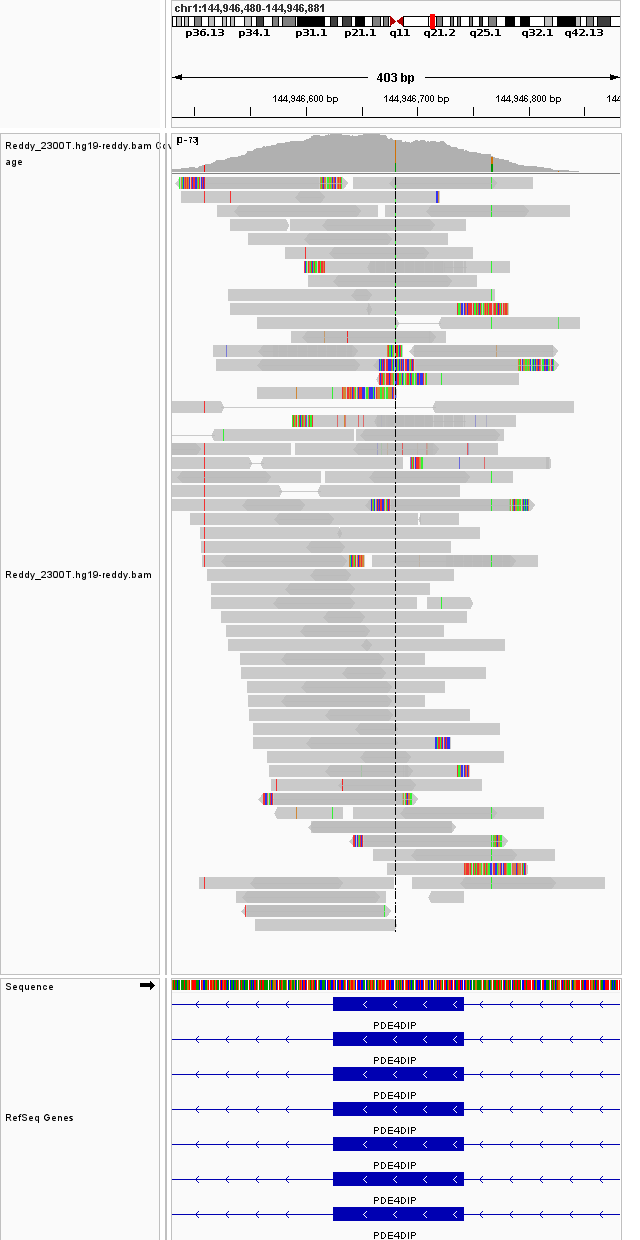 chr1:144,946,480-144,946,881
p36.13 p34.1 p31.1 p21.1 q11 q21.2 q25.1 q32.1 q42.13
403 bp
144,946,600 bp 144,946,700 bp 144,946,800 bp 144
Reddy_2300T.hg19-reddy.bam Cov
age
[0-73]
Reddy_2300T.hg19-reddy.bam
Sequence
PDE4DIP
PDE4DIP
PDE4DIP
RefSeq Genes
PDE4DIP
PDE4DIP
PDE4DIP
PDE4DIP